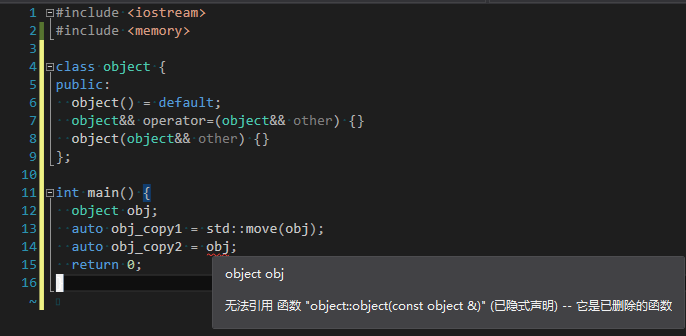 1 #include <iostream>
2 #include <memory>
3
4 class object {
5 public:
6 object() = default;
7 object&& operator=(object&& other) {}
8 object(object&& other) {}
9 };
10
11 int main() {
12 object obj;
13 auto obj_copy1 = std::move(obj);
14 auto obj_copy2 = obj;
15 return 0;
16 }
~
object obj
无法引用 函数 "object::object(const object &)" (已隐式声明) -- 它是已删除的函数